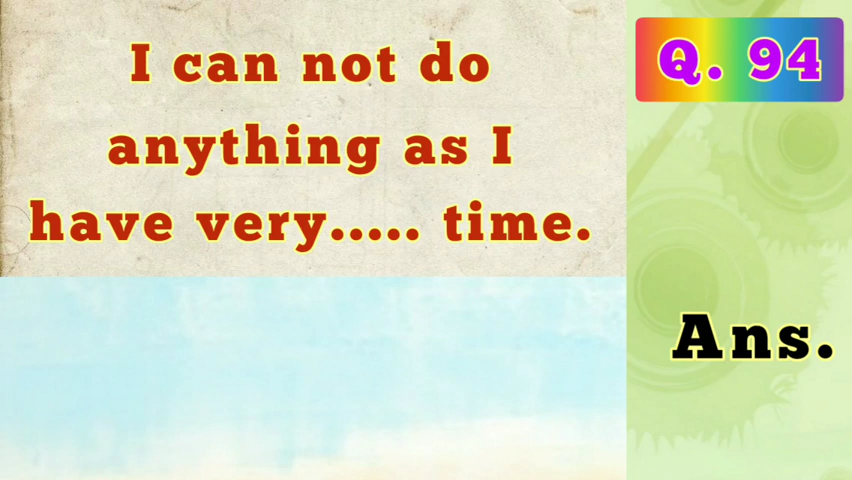 I can not do
anything as I
have very..... time.
Q. 94
Ans.